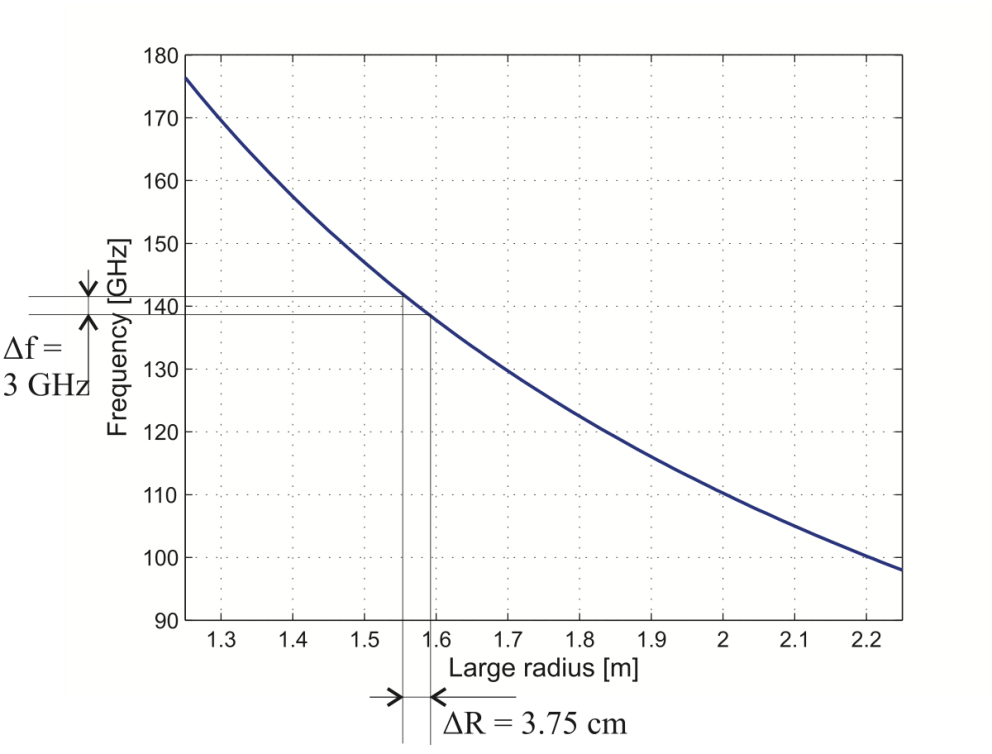 180
170
160
150
140
130
120
110
100
90
Frequency [GHz]
Δf =
3 GHz
1.3 1.4 1.5 1.6 1.7 1.8 1.9 2 2.1 2.2
Large radius [m]
ΔR = 3.75 cm